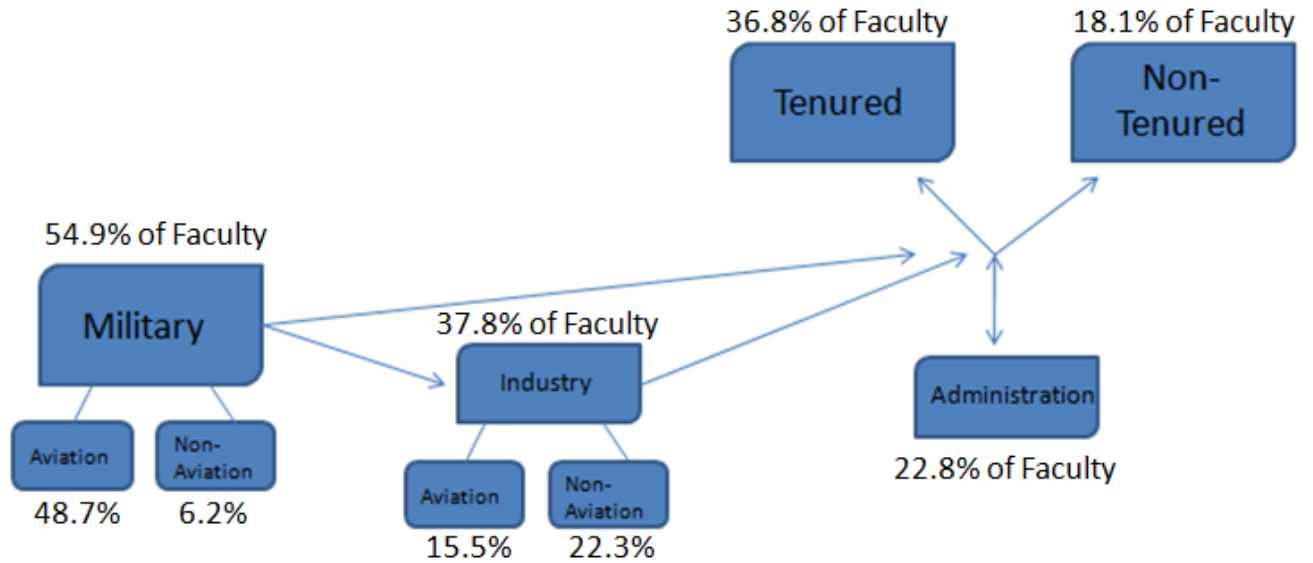 36.8% of Faculty
18.1% of Faculty
Tenured
Non-
Tenured
54.9% of Faculty
Military
37.8% of Faculty
Industry
Administration
22.8% of Faculty
Aviation
Non-
Aviation
48.7%
6.2%
Aviation
Non-
Aviation
15.5%
22.3%